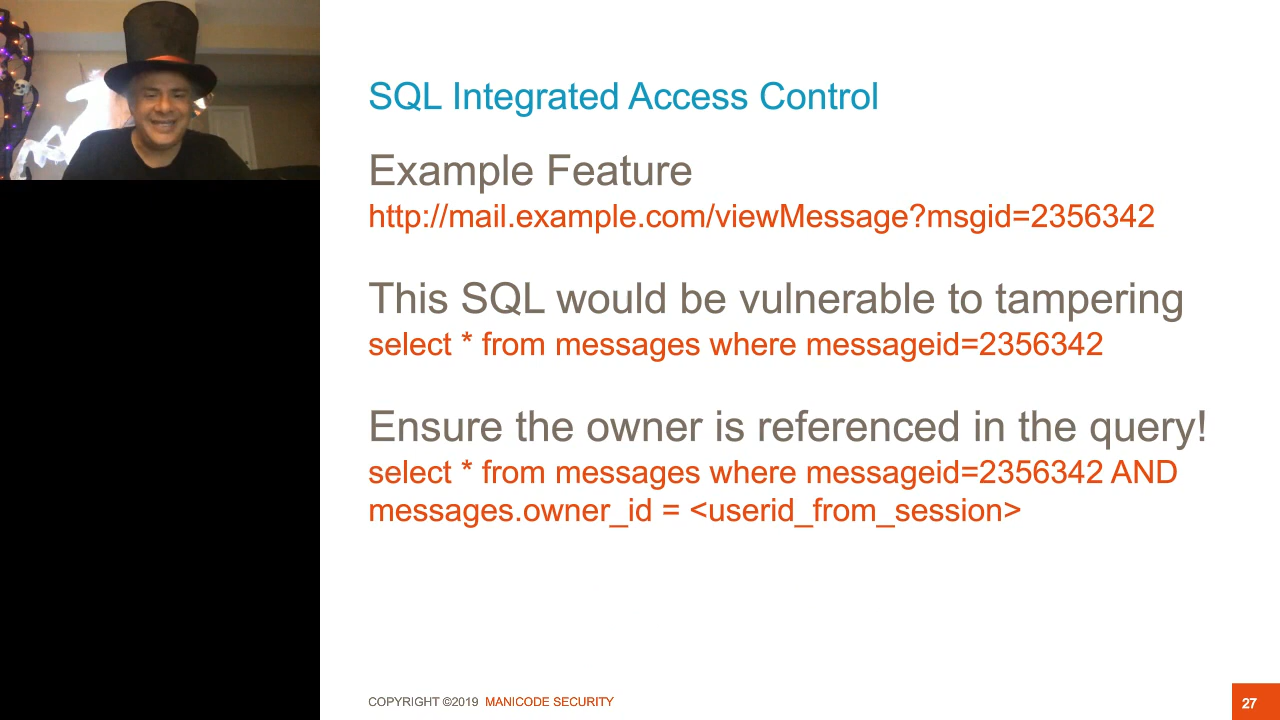 SQL Integrated Access Control
Example Feature
http://mail.example.com/viewMessage?msgid=2356342
This SQL would be vulnerable to tampering
select * from messages where messageid=2356342
Ensure the owner is referenced in the query!
select * from messages where messageid=2356342 AND
messages.owner_id = <userid_from_session>
COPYRIGHT ©2019 MANICODE SECURITY
27